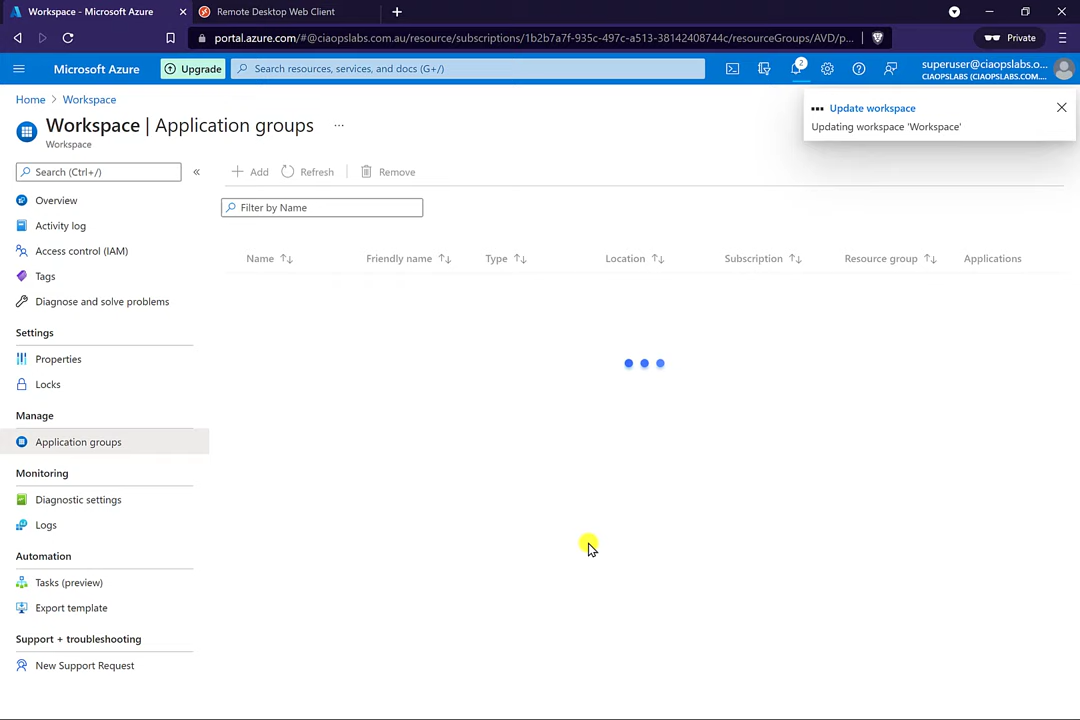 Workspace - Microsoft Azure
Remote Desktop Web Client
portal.azure.com/#@ciaopslabs.com.au/resource/subscriptions/1b2b7a7f-935c-497c-a513-38142408744c/resourceGroups/AVD/p...
Private
Microsoft Azure
Upgrade
Search resources, services, and docs (G+/)
2
superuser@ciaopslabs.o...
CIAOPSLABS (CIAOPSLABS.COM....
Home > Workspace
Update workspace
Updating workspace 'Workspace'
Workspace | Application groups ...
Workspace
Search (Ctrl+/)
«
Add
Refresh
Remove
Filter by Name
Name
Friendly name
Type
Location
Subscription
Resource group
Applications
Overview
Activity log
Access control (IAM)
Tags
Diagnose and solve problems
Settings
Properties
Locks
Manage
Application groups
Monitoring
Diagnostic settings
Logs
Automation
Tasks (preview)
Export template
Support + troubleshooting
New Support Request